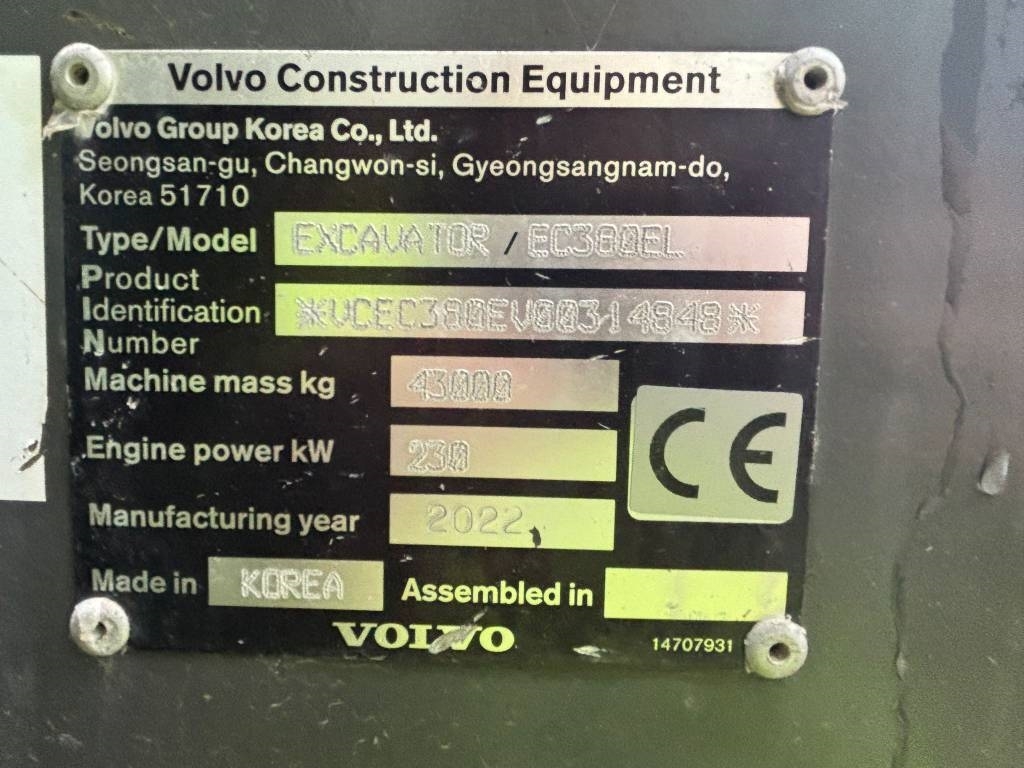 Volvo Construction Equipment
Volvo Group Korea Co., Ltd.
Seongsan-gu, Changwon-si, Gyeongsangnam-do,
Korea 51710
Type/Model EXCAVATOR / EC380EL
Product
Identification *VCEC380EV00314848*
Number
Machine mass kg 43000
Engine power kW 230
CE
Manufacturing year 2022
Made in KOREA Assembled in
VOLVO 14707931